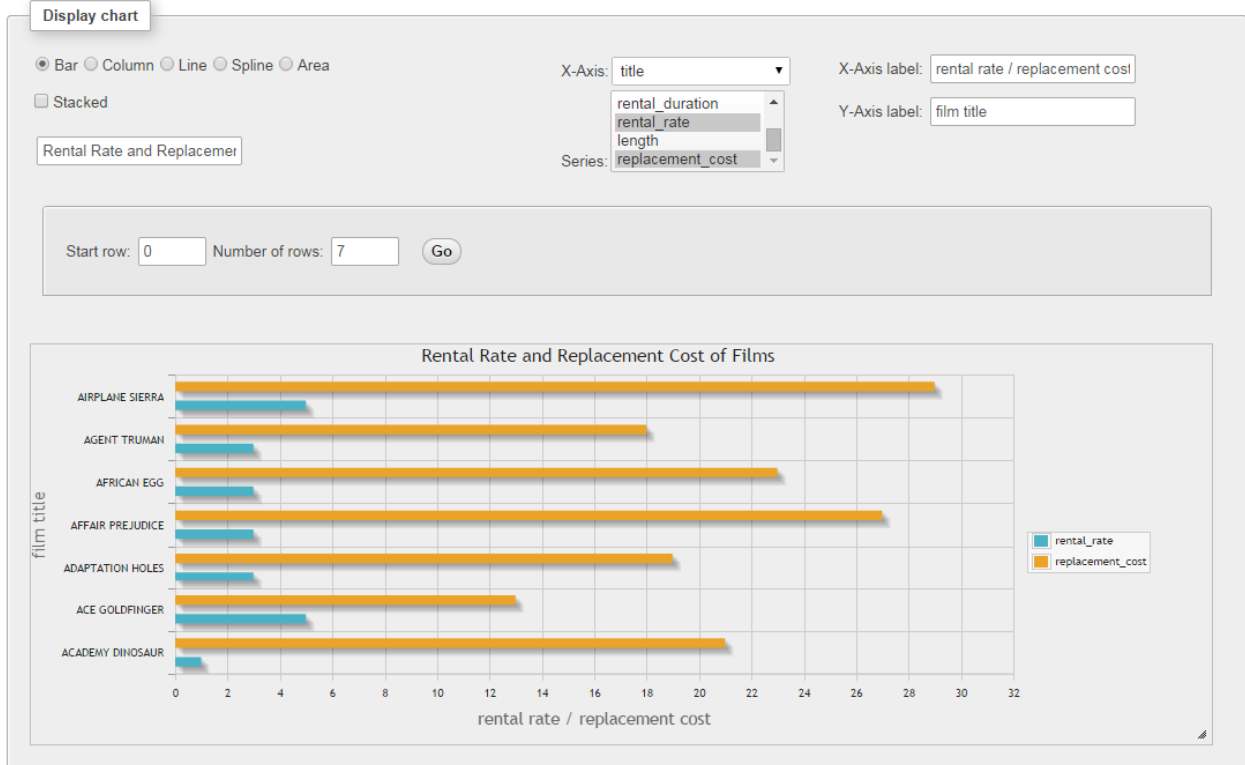 Display chart
Bar Column Line Spline Area
Stacked
Rental Rate and Replacemer
X-Axis: title
rental_duration
rental_rate
length
Series: replacement_cost
X-Axis label: rental rate / replacement cost
Y-Axis label: film title
Start row: 0 Number of rows: 7 Go
Rental Rate and Replacement Cost of Films
film title
AIRPLANE SIERRA
AGENT TRUMAN
AFRICAN EGG
AFFAIR PREJUDICE
ADAPTATION HOLES
ACE GOLDFINGER
ACADEMY DINOSAUR
0 2 4 6 8 10 12 14 16 18 20 22 24 26 28 30 32
rental rate / replacement cost
rental_rate
replacement_cost